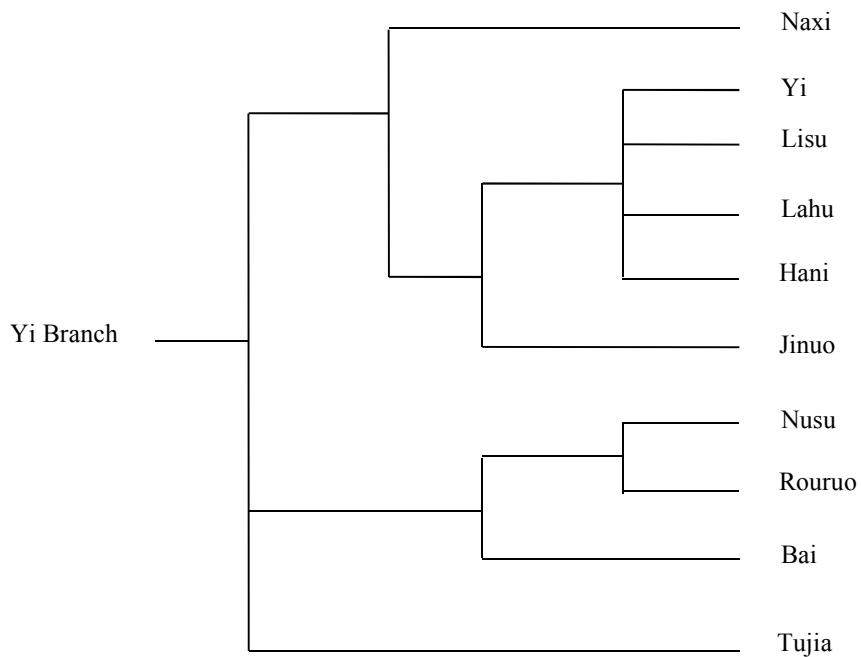 Naxi
Yi
Lisu
Lahu
Hani
Yi Branch
Jinuo
Nusu
Rouruo
Bai
Tujia